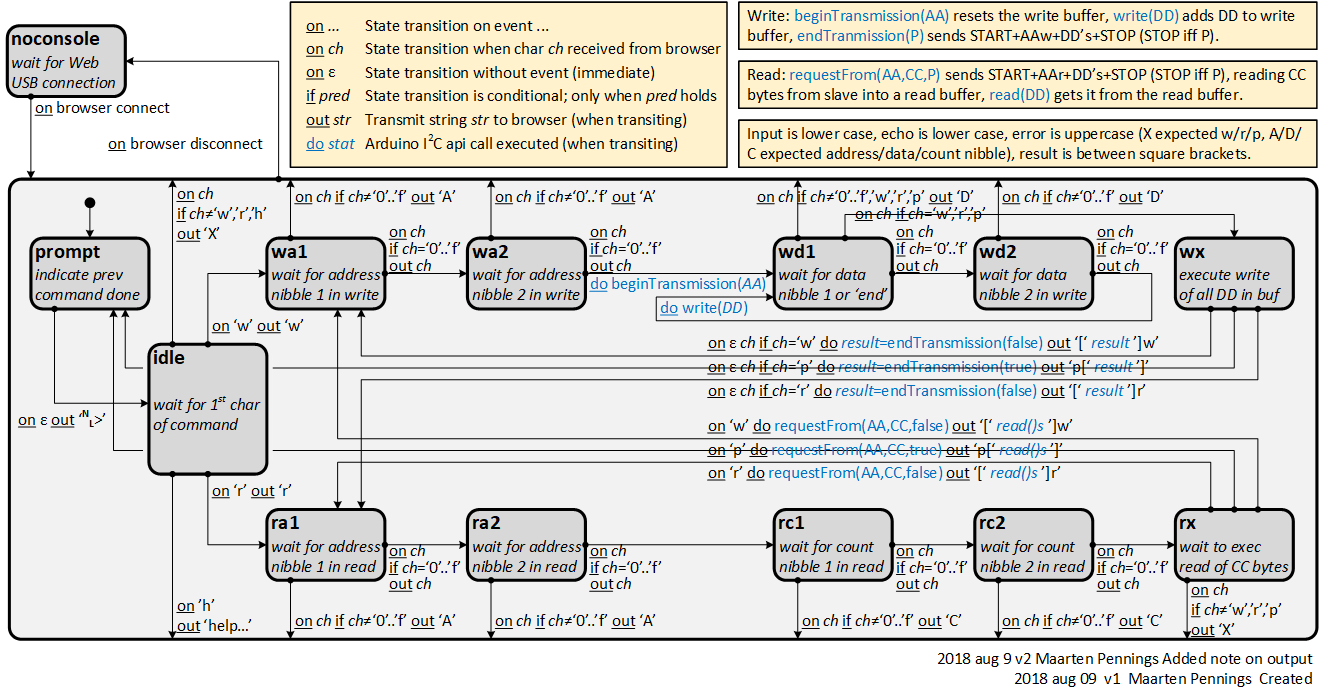 noconsole
wait for Web
USB connection
on browser connect
on browser disconnect
on ... State transition on event ...
on ch State transition when char ch received from browser
on ε State transition without event (immediate)
if pred State transition is conditional; only when pred holds
out str Transmit string str to browser (when transiting)
do stat Arduino I2C api call executed (when transiting)
Write: beginTransmission(AA) resets the write buffer, write(DD) adds DD to write
buffer, endTranmission(P) sends START+AAw+DD’s+STOP (STOP iff P).
Read: requestFrom(AA,CC,P) sends START+AAr+DD’s+STOP (STOP iff P), reading CC
bytes from slave into a read buffer, read(DD) gets it from the read buffer.
Input is lower case, echo is lower case, error is uppercase (X expected w/r/p, A/D/
C expected address/data/count nibble), result is between square brackets.
on ch
if ch≠‘w’,’r’,’h’
out ‘X’
on ch if ch≠‘0’..’f’ out ‘A’
on ch if ch≠‘0’..’f’ out ‘A’
on ch if ch≠‘0’..’f’,’w’,’r’,’p’ out ‘D’
on ch if ch≠‘0’..’f’ out ‘D’
on ch if ch=‘w’,’r’,’p’
prompt
indicate prev
command done
wa1
wait for address
nibble 1 in write
on ch
if ch=‘0’..’f’
out ch
wa2
wait for address
nibble 2 in write
on ch
if ch=‘0’..’f’
out ch
do beginTransmission(AA)
do write(DD)
wd1
wait for data
nibble 1 or ‘end’
on ch
if ch=‘0’..’f’
out ch
wd2
wait for data
nibble 2 in write
on ch
if ch=‘0’..’f’
out ch
wx
execute write
of all DD in buf
on ‘w’ out ‘w’
idle
wait for 1st char
of command
on ε out ‘NL>’
on ε ch if ch=‘w’ do result=endTransmission(false) out ‘[‘ result ’]w’
on ε ch if ch=‘p’ do result=endTransmission(true) out ‘p[‘ result ’]’
on ε ch if ch=‘r’ do result=endTransmission(false) out ‘[‘ result ’]r’
on ‘w’ do requestFrom(AA,CC,false) out ‘[‘ read()s ’]w’
on ‘p’ do requestFrom(AA,CC,true) out ‘p[‘ read()s ’]’
on ‘r’ do requestFrom(AA,CC,false) out ‘[‘ read()s ’]r’
on ‘r’ out ‘r’
ra1
wait for address
nibble 1 in read
on ch
if ch=‘0’..’f’
out ch
ra2
wait for address
nibble 2 in read
on ch
if ch=‘0’..’f’
out ch
rc1
wait for count
nibble 1 in read
on ch
if ch=‘0’..’f’
out ch
rc2
wait for count
nibble 2 in read
on ch
if ch=‘0’..’f’
out ch
rx
wait to exec
read of CC bytes
on ’h’
out ‘help...’
on ch if ch≠‘0’..’f’ out ‘A’
on ch if ch≠‘0’..’f’ out ‘A’
on ch if ch≠‘0’..’f’ out ‘C’
on ch if ch≠‘0’..’f’ out ‘C’
on ch
if ch≠‘w’,’r’,’p’
out ‘X’
2018 aug 9 v2 Maarten Pennings Added note on output
2018 aug 09 v1 Maarten Pennings Created